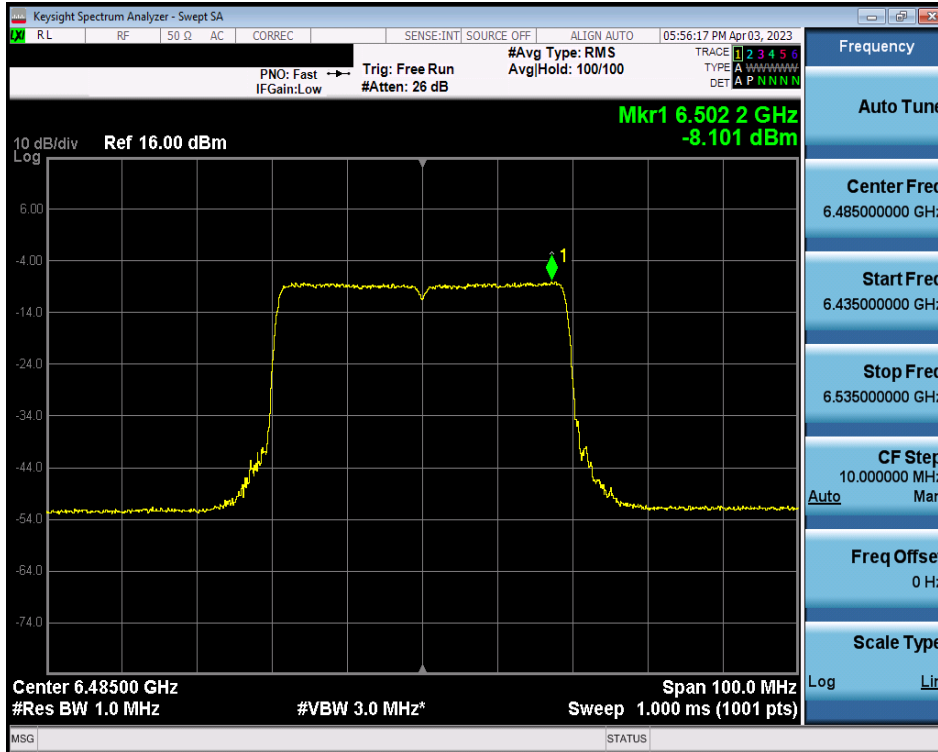 Keysight Spectrum Analyzer - Swept SA
LXI RL RF 50 Ω AC CORREC SENSE:INT SOURCE OFF ALIGN AUTO 05:56:17 PM Apr 03, 2023
PNO: Fast
IFGain:Low
Trig: Free Run
#Atten: 26 dB
#Avg Type: RMS
Avg|Hold: 100/100
TRACE 1 2 3 4 5 6
TYPE A WWWWW
DET A P N N N N
Mkr1 6.502 2 GHz
-8.101 dBm
10 dB/div Ref 16.00 dBm
Log
1
6.00
-4.00
-14.0
-24.0
-34.0
-44.0
-54.0
-64.0
-74.0
Center 6.48500 GHz Span 100.0 MHz
#Res BW 1.0 MHz #VBW 3.0 MHz* Sweep 1.000 ms (1001 pts)
MSG STATUS
Frequency
Auto Tune
Center Freq
6.485000000 GHz
Start Freq
6.435000000 GHz
Stop Freq
6.535000000 GHz
CF Step
10.000000 MHz
Auto Man
Freq Offset
0 Hz
Scale Type
Log Lin